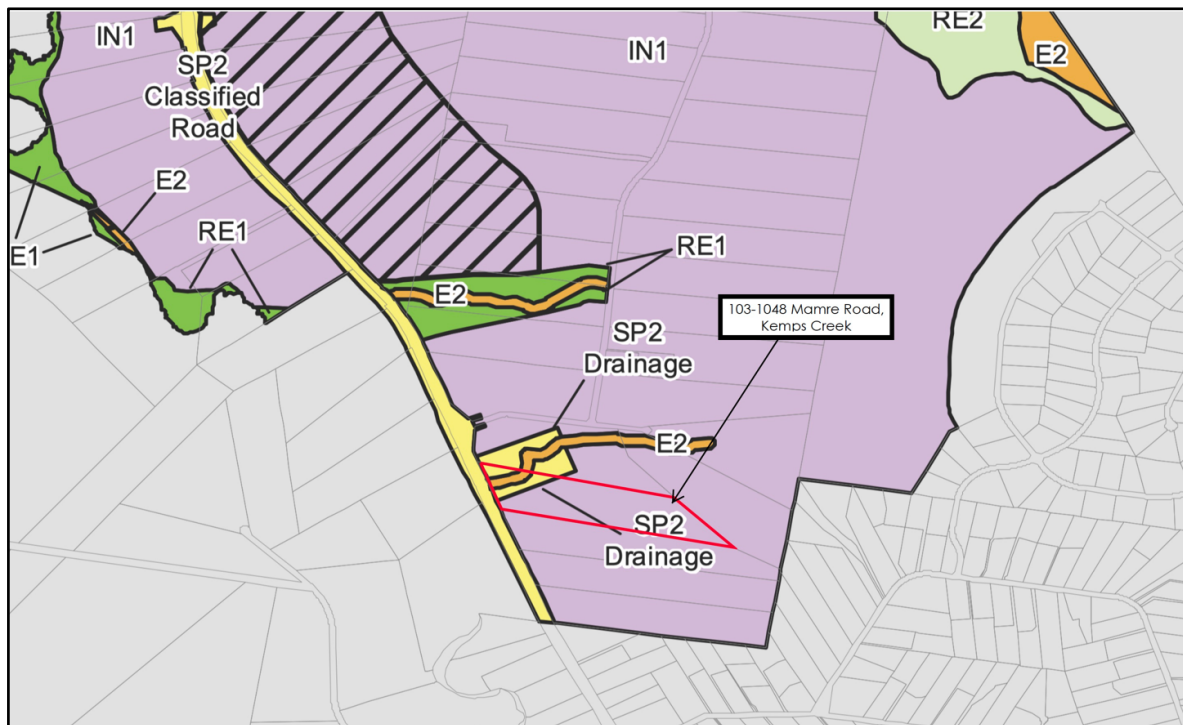 RE2
IN1
IN1
E2
SP2
Classified
Road
E2
RE1
E1
RE1
E2
103-1048 Mamre Road,
Kemps Creek
SP2
Drainage
E2
SP2
Drainage